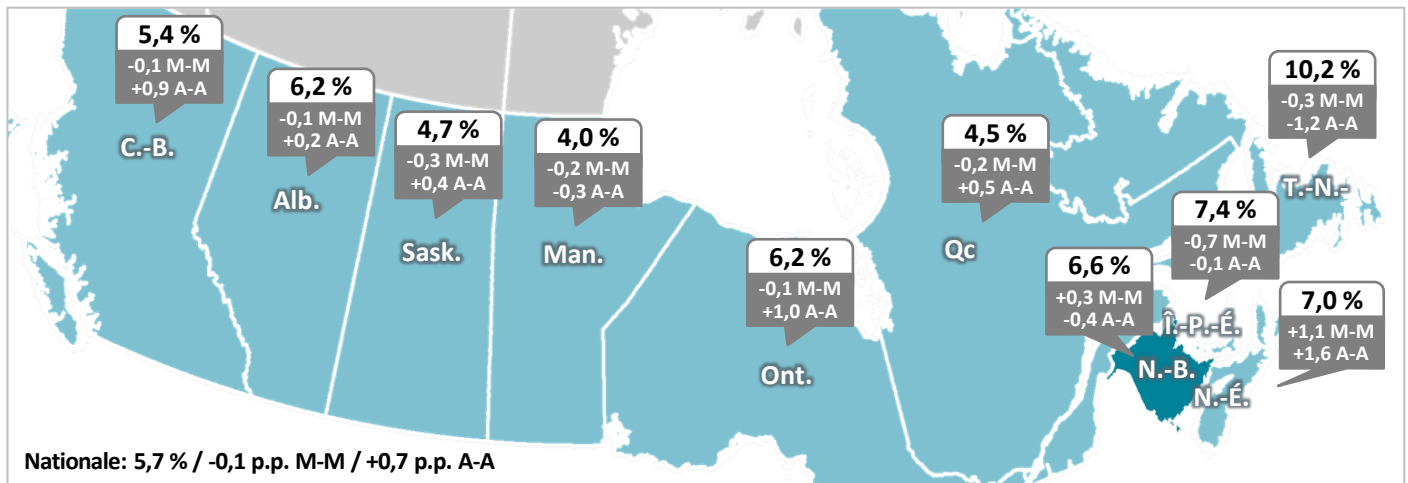 5,4 %
-0,1 M-M
+0,9 A-A
C.-B.
6,2 %
-0,1 M-M
+0,2 A-A
Alb.
4,7 %
-0,3 M-M
+0,4 A-A
Sask.
4,0 %
-0,2 M-M
-0,3 A-A
Man.
6,2 %
-0,1 M-M
+1,0 A-A
Ont.
4,5 %
-0,2 M-M
+0,5 A-A
Qc
10,2 %
-0,3 M-M
-1,2 A-A
T.-N.-
7,4 %
-0,7 M-M
-0,1 A-A
Î.-P.-É.
6,6 %
+0,3 M-M
-0,4 A-A
N.-B.
7,0 %
+1,1 M-M
+1,6 A-A
N.-É.
Nationale: 5,7 % / -0,1 p.p. M-M / +0,7 p.p. A-A